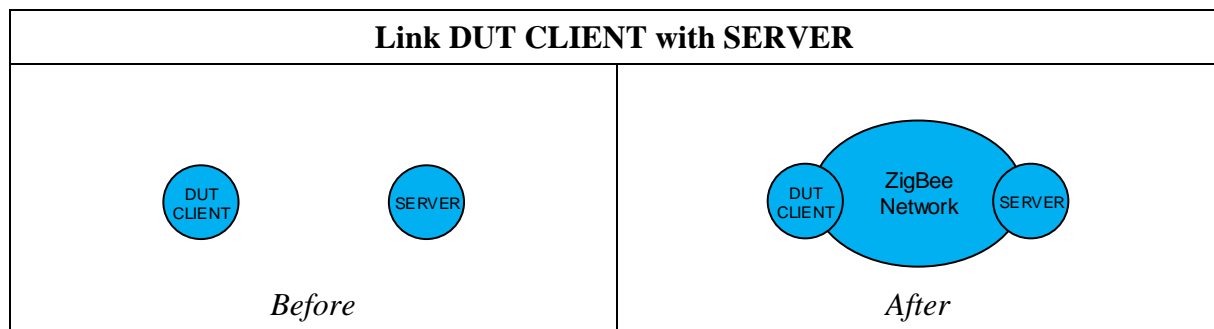 Link DUT CLIENT with SERVER
DUT
CLIENT
SERVER
Before
DUT
CLIENT
ZigBee
Network
SERVER
After